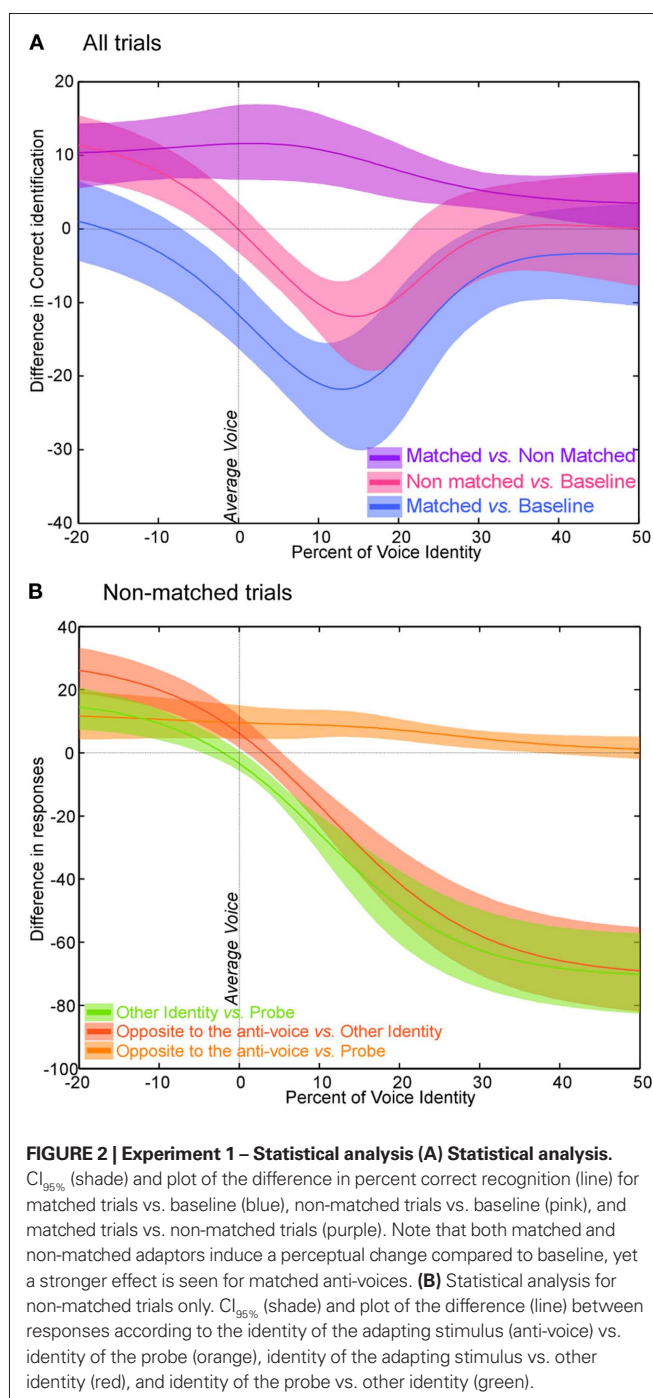 A All trials
20
10
0
-10
-20
-30
-40
Difference in Correct identification
Average Voice
Matched vs. Non Matched
Non matched vs. Baseline
Matched vs. Baseline
-20 -10 0 10 20 30 40 50
Percent of Voice Identity
B Non-matched trials
40
20
0
-20
-40
-60
-80
-100
Difference in responses
Average Voice
Other Identity vs. Probe
Opposite to the anti-voice vs. Other Identity
Opposite to the anti-voice vs. Probe
-20 -10 0 10 20 30 40 50
Percent of Voice Identity
FIGURE 2 | Experiment 1 – Statistical analysis (A) Statistical analysis.
CI95% (shade) and plot of the difference in percent correct recognition (line) for
matched trials vs. baseline (blue), non-matched trials vs. baseline (pink), and
matched trials vs. non-matched trials (purple). Note that both matched and
non-matched adaptors induce a perceptual change compared to baseline, yet
a stronger effect is seen for matched anti-voices. (B) Statistical analysis for
non-matched trials only. CI95% (shade) and plot of the difference (line) between
responses according to the identity of the adapting stimulus (anti-voice) vs.
identity of the probe (orange), identity of the adapting stimulus vs. other
identity (red), and identity of the probe vs. other identity (green).